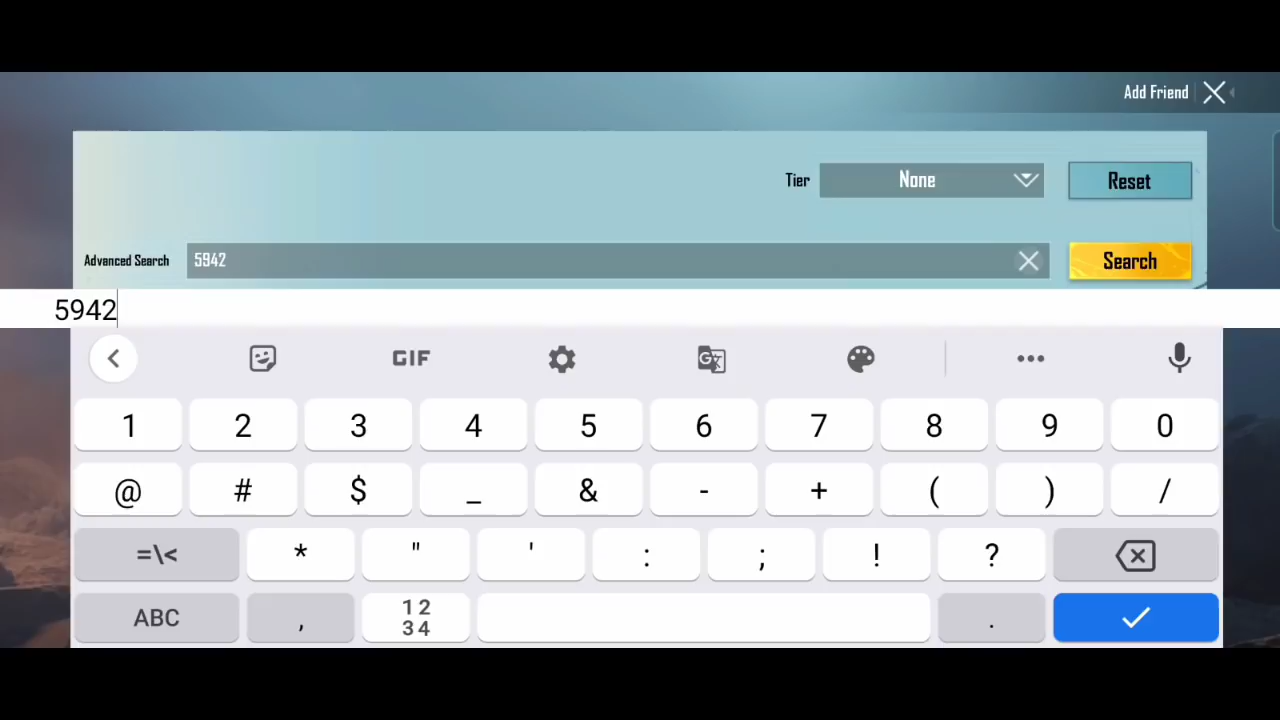 Add Friend
Tier None Reset
Advanced Search 5942 Search
5942
GIF
1 2 3 4 5 6 7 8 9 0
@ # $ _ & - + ( ) /
=\< * " ' : ; ! ?
ABC , 12 .
34